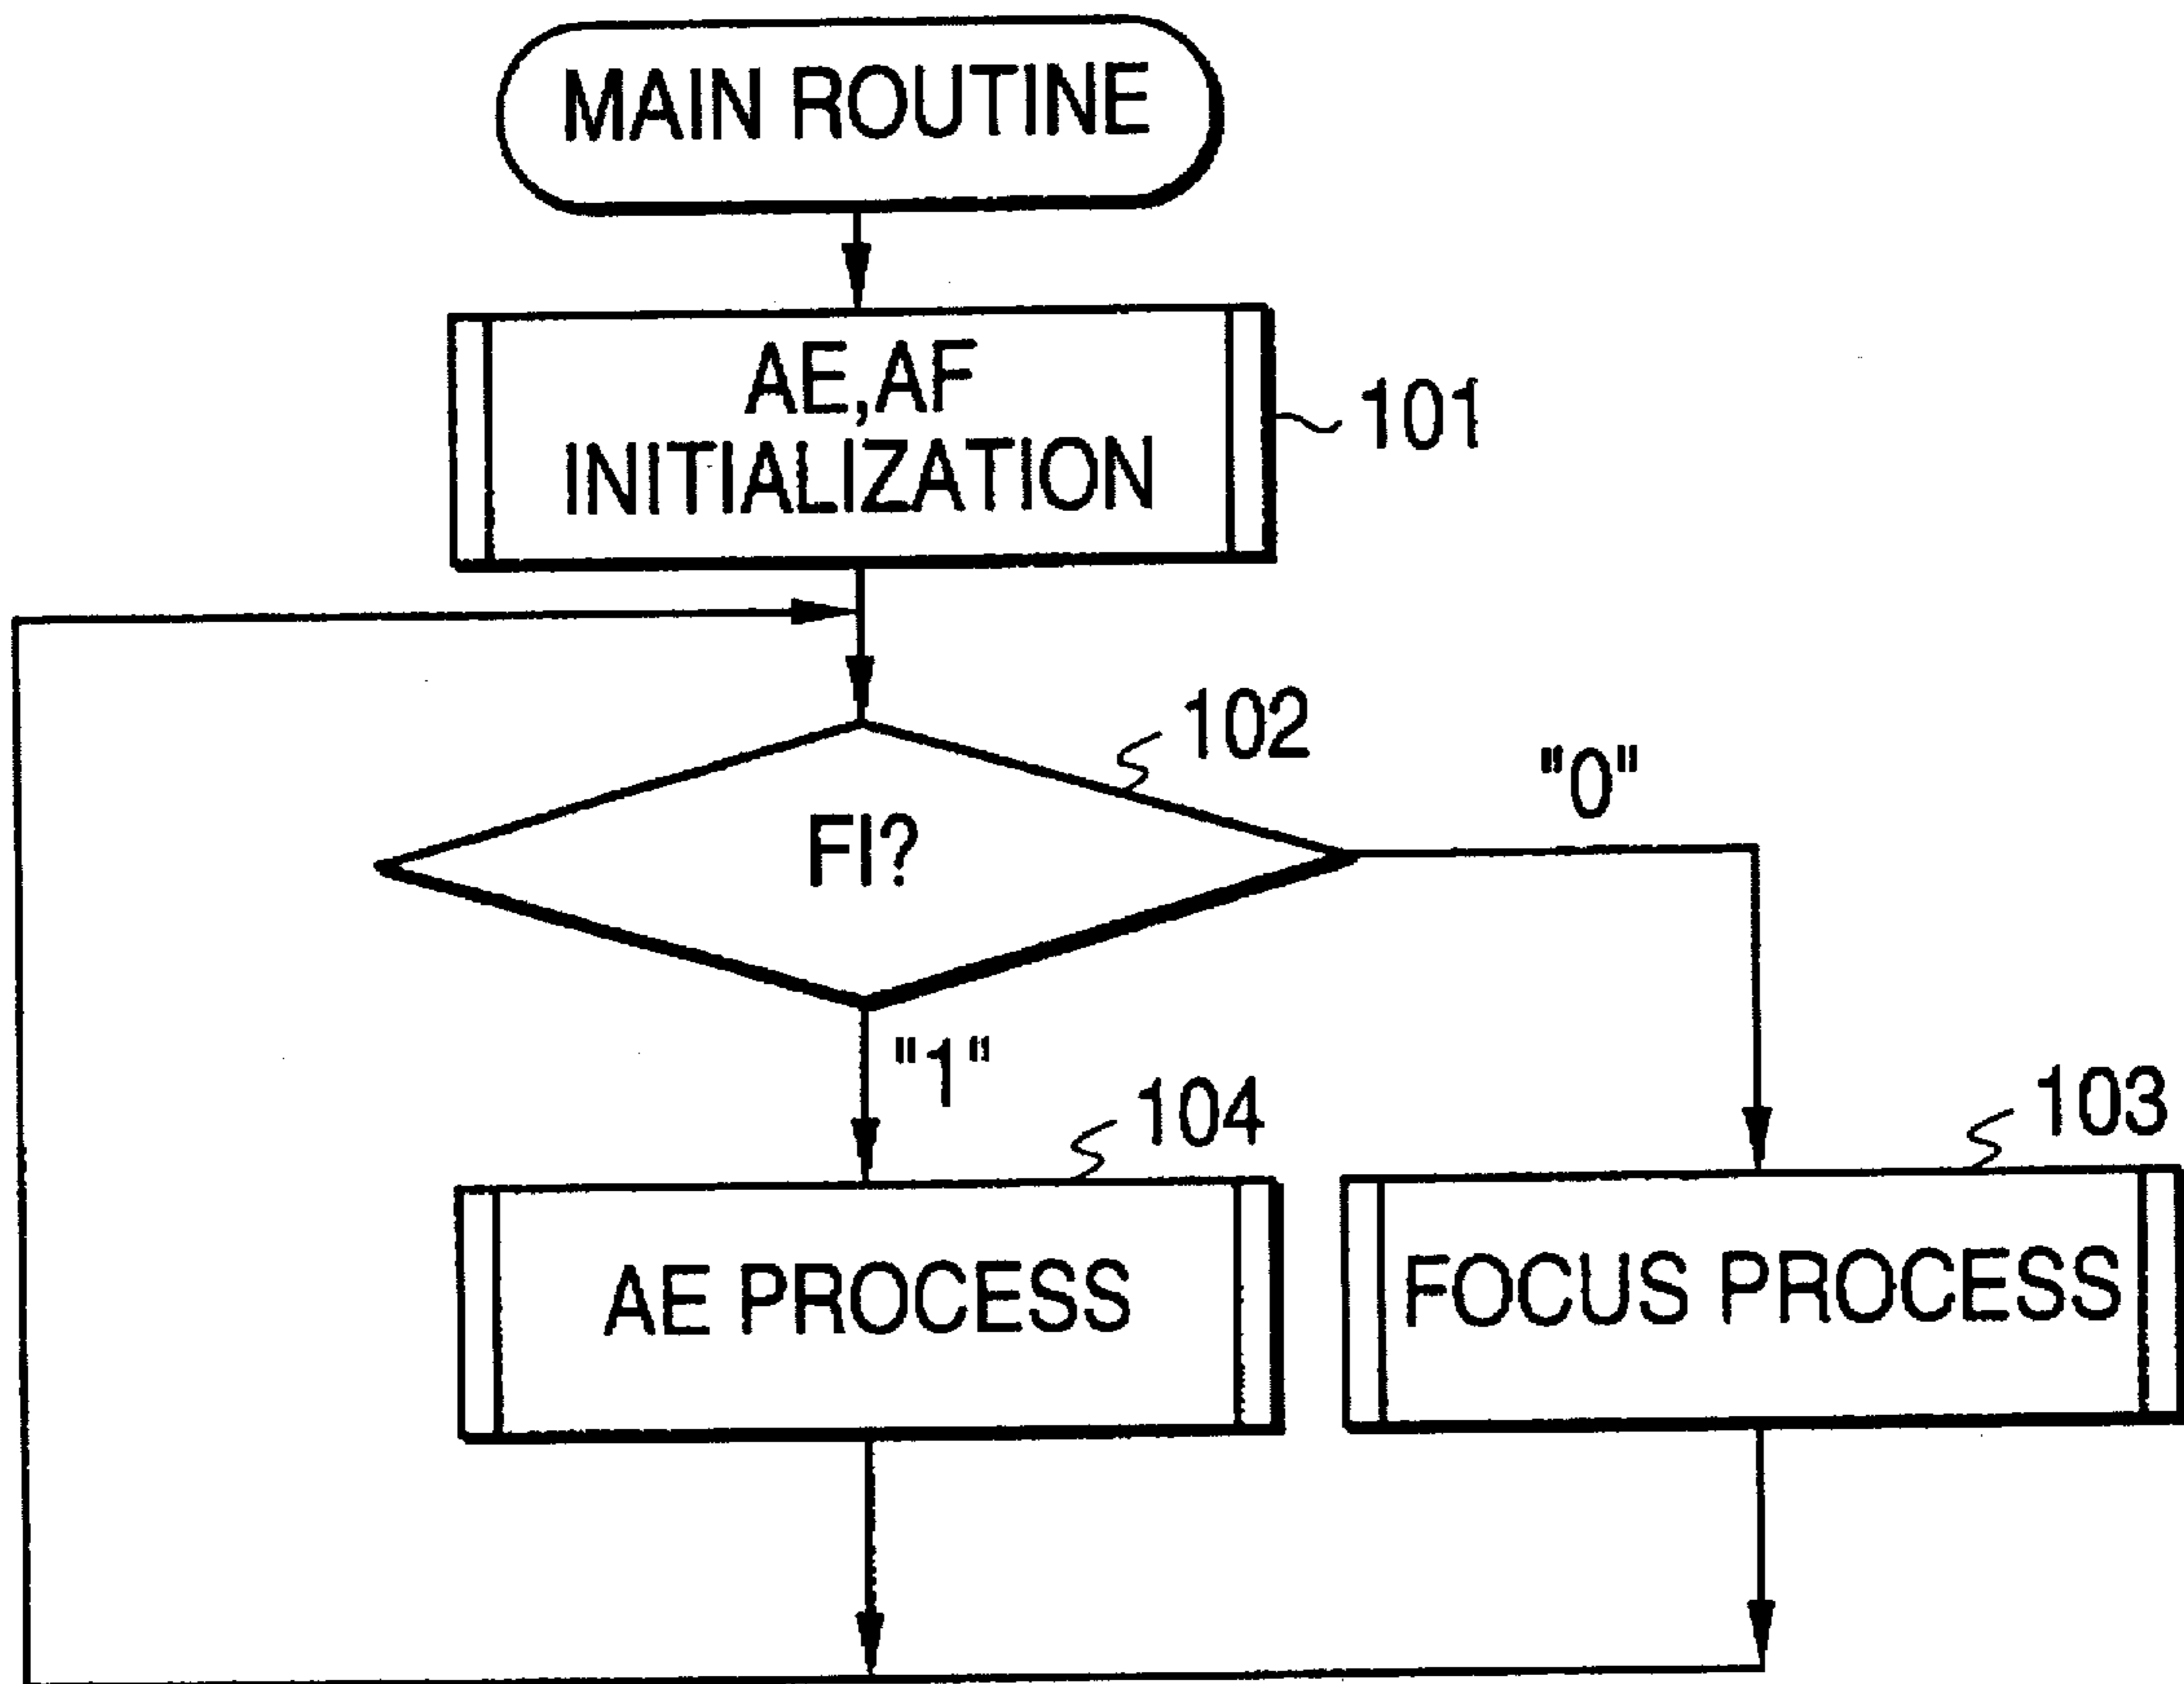 MAIN ROUTINE
AE,AF
INITIALIZATION
101
102
"0"
FI?
"1"
104
103
AE PROCESS
FOCUS PROCESS